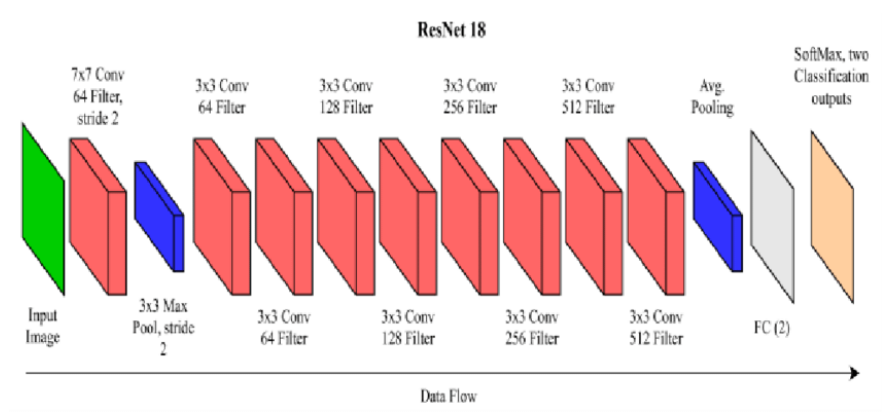 ResNet 18
7x7 Conv
64 Filter,
stride 2
3x3 Conv
64 Filter
3x3 Conv
128 Filter
3x3 Conv
256 Filter
3x3 Conv
512 Filter
Avg.
Pooling
SoftMax, two
Classification
outputs
Input
Image
3x3 Max
Pool, stride
2
3x3 Conv
64 Filter
3x3 Conv
128 Filter
3x3 Conv
256 Filter
3x3 Conv
512 Filter
FC (2)
Data Flow